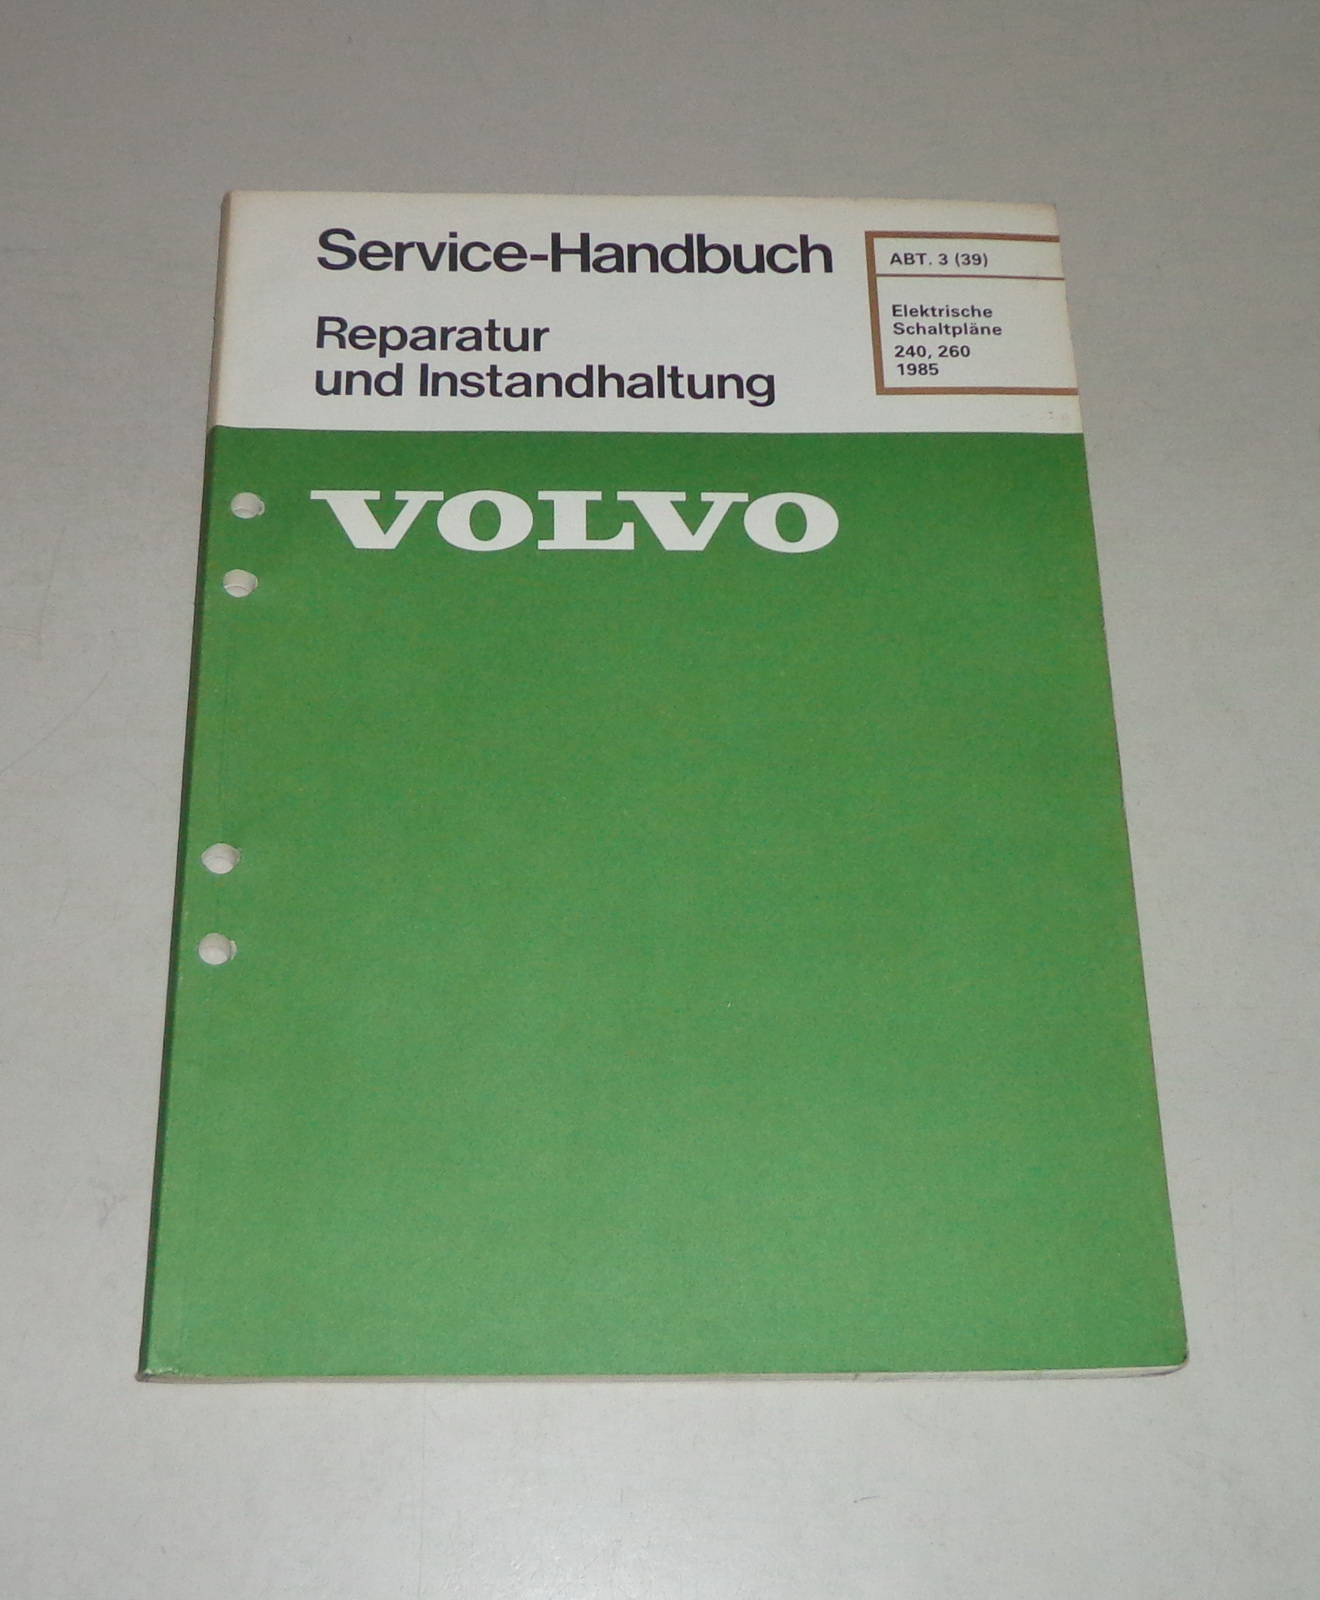 Service-Handbuch
Reparatur
und Instandhaltung
ABT. 3 (39)
Elektrische
Schaltpläne
240, 260
1985
VOLVO